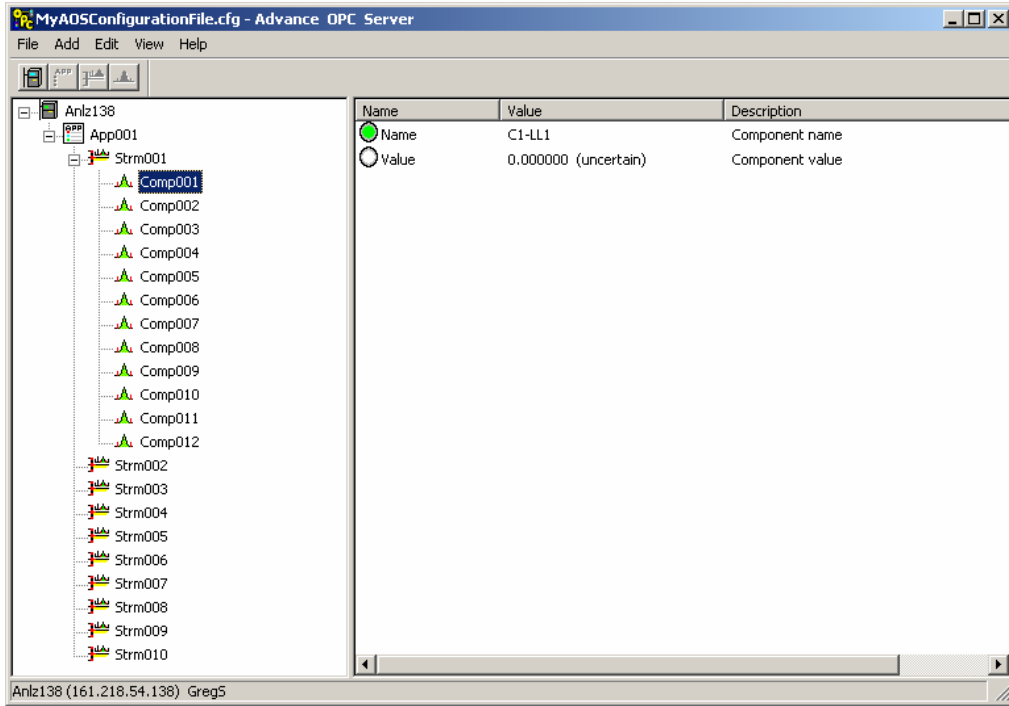 MyAOSConfigurationFile.cfg - Advance OPC Server
File Add Edit View Help
Anlz138
App001
Strm001
Comp001
Comp002
Comp003
Comp004
Comp005
Comp006
Comp007
Comp008
Comp009
Comp010
Comp011
Comp012
Strm002
Strm003
Strm004
Strm005
Strm006
Strm007
Strm008
Strm009
Strm010
Name Value Description
Name C1-LL1 Component name
Value 0.000000 (uncertain) Component value
Anlz138 (161.218.54.138) GregS